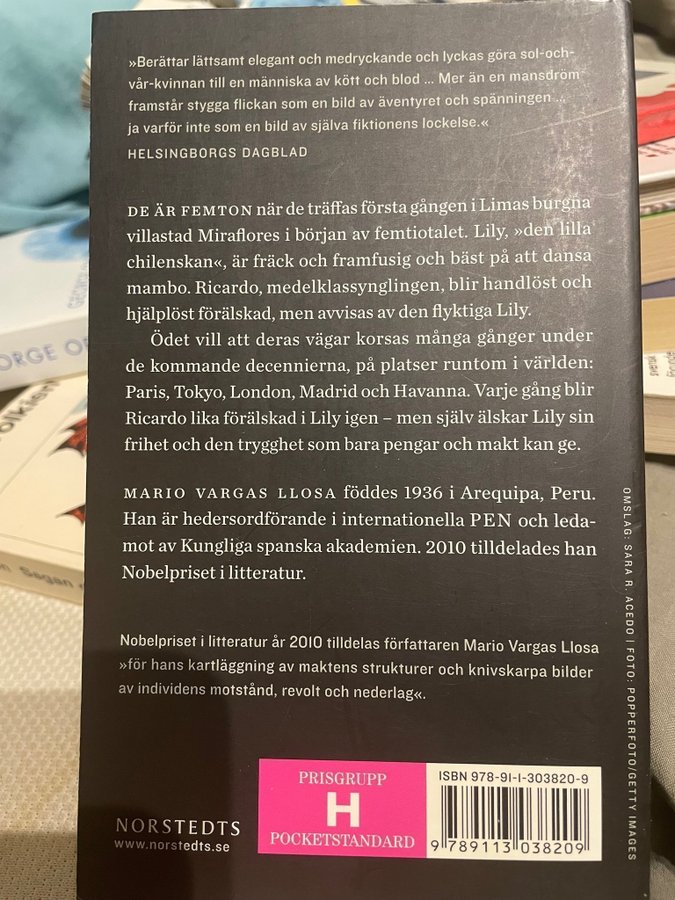 »Berättar lättsamt elegant och medryckande och lyckas göra sol-och-
vår-kvinnan till en människa av kött och blod ... Mer än en mansdröm
framstår stygga flickan som en bild av äventyret och spänningen ...
ja varför inte som en bild av själva fiktionens lockelse.«
HELSINGBORGS DAGBLAD
DE ÄR FEMTON när de träffas första gången i Limas burgna
villastad Miraflores i början av femtiotalet. Lily, »den lilla
chilenskan«, är fräck och framfusig och bäst på att dansa
mambo. Ricardo, medelklassynglingen, blir handlöst och
hjälplöst förälskad, men avvisas av den flyktiga Lily.
Ödet vill att deras vägar korsas många gånger under
de kommande decennierna, på platser runtom i världen:
Paris, Tokyo, London, Madrid och Havanna. Varje gång blir
Ricardo lika förälskad i Lily igen – men själv älskar Lily sin
frihet och den trygghet som bara pengar och makt kan ge.
MARIO VARGAS LLOSA föddes 1936 i Arequipa, Peru.
Han är hedersordförande i internationella PEN och leda-
mot av Kungliga spanska akademien. 2010 tilldelades han
Nobelpriset i litteratur.
Nobelpriset i litteratur år 2010 tilldelas författaren Mario Vargas Llosa
»för hans kartläggning av maktens strukturer och knivskarpa bilder
av individens motstånd, revolt och nederlag«.
OMSLAG: SARA R. ACEDO | FOTO: POPPERFOTO/GETTY IMAGES
NORSTEDTS
www.norstedts.se
PRISGRUPP
H
POCKETSTANDARD
ISBN 978-91-1-303820-9
9 789113 038209
ORGE
Sagan
svensk